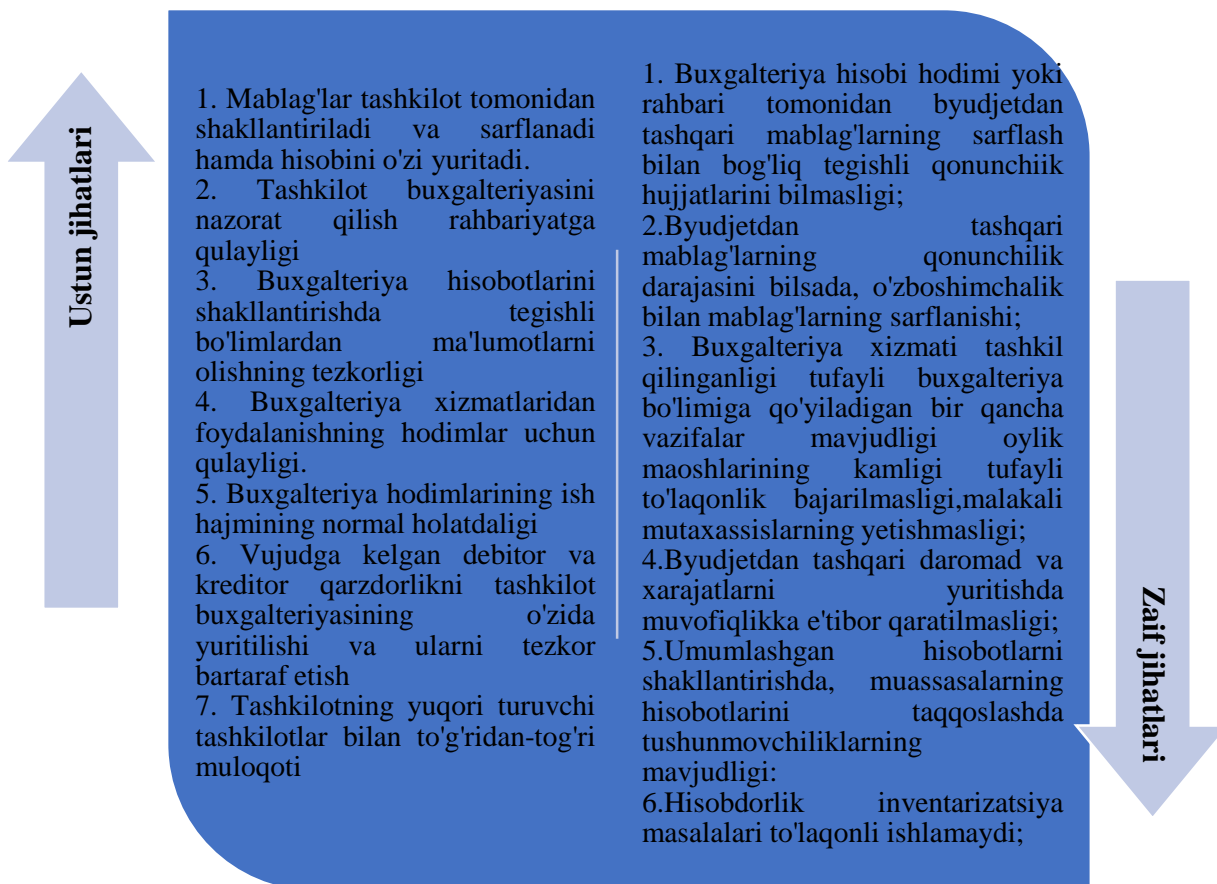 Ustun jihatlari
1. Mablag'lar tashkilot tomonidan
shakllantiriladi va sarflanadi
hamda hisobini o'zi yuritadi.
2. Tashkilot buxgalteriyasini
nazorat qilish rahbariyatga
qulayligi
3. Buxgalteriya hisobotlarini
shakllantirishda tegishli
bo'limlardan ma'lumotlarni
olishning tezkorligi
4. Buxgalteriya xizmatlaridan
foydalanishning hodimlar uchun
qulayligi.
5. Buxgalteriya hodimlarining ish
hajmining normal holatdaligi
6. Vujudga kelgan debitor va
kreditor qarzdorlikni tashkilot
buxgalteriyasining o'zida
yuritilishi va ularni tezkor
bartaraf etish
7. Tashkilotning yuqori turuvchi
tashkilotlar bilan to'g'ridan-tog'ri
muloqoti
1. Buxgalteriya hisobi hodimi yoki
rahbari tomonidan byudjetdan
tashqari mablag'larning sarflash
bilan bog'liq tegishli qonunchiik
hujjatlarini bilmasligi;
2.Byudjetdan tashqari
mablag'larning qonunchilik
darajasini bilsada, o'zboshimchalik
bilan mablag'larning sarflanishi;
3. Buxgalteriya xizmati tashkil
qilinganligi tufayli buxgalteriya
bo'limiga qo'yiladigan bir qancha
vazifalar mavjudligi oylik
maoshlarining kamligi tufayli
to'laqonlik bajarilmasligi,malakali
mutaxassislarning yetishmasligi;
4.Byudjetdan tashqari daromad va
xarajatlarni yuritishda
muvofiqlikka e'tibor qaratilmasligi;
5.Umumlashgan hisobotlarni
shakllantirishda, muassasalarning
hisobotlarini taqqoslashda
tushunmovchiliklarning
mavjudligi:
6.Hisobdorlik inventarizatsiya
masalalari to'laqonli ishlamaydi;
Zaif jihatlari